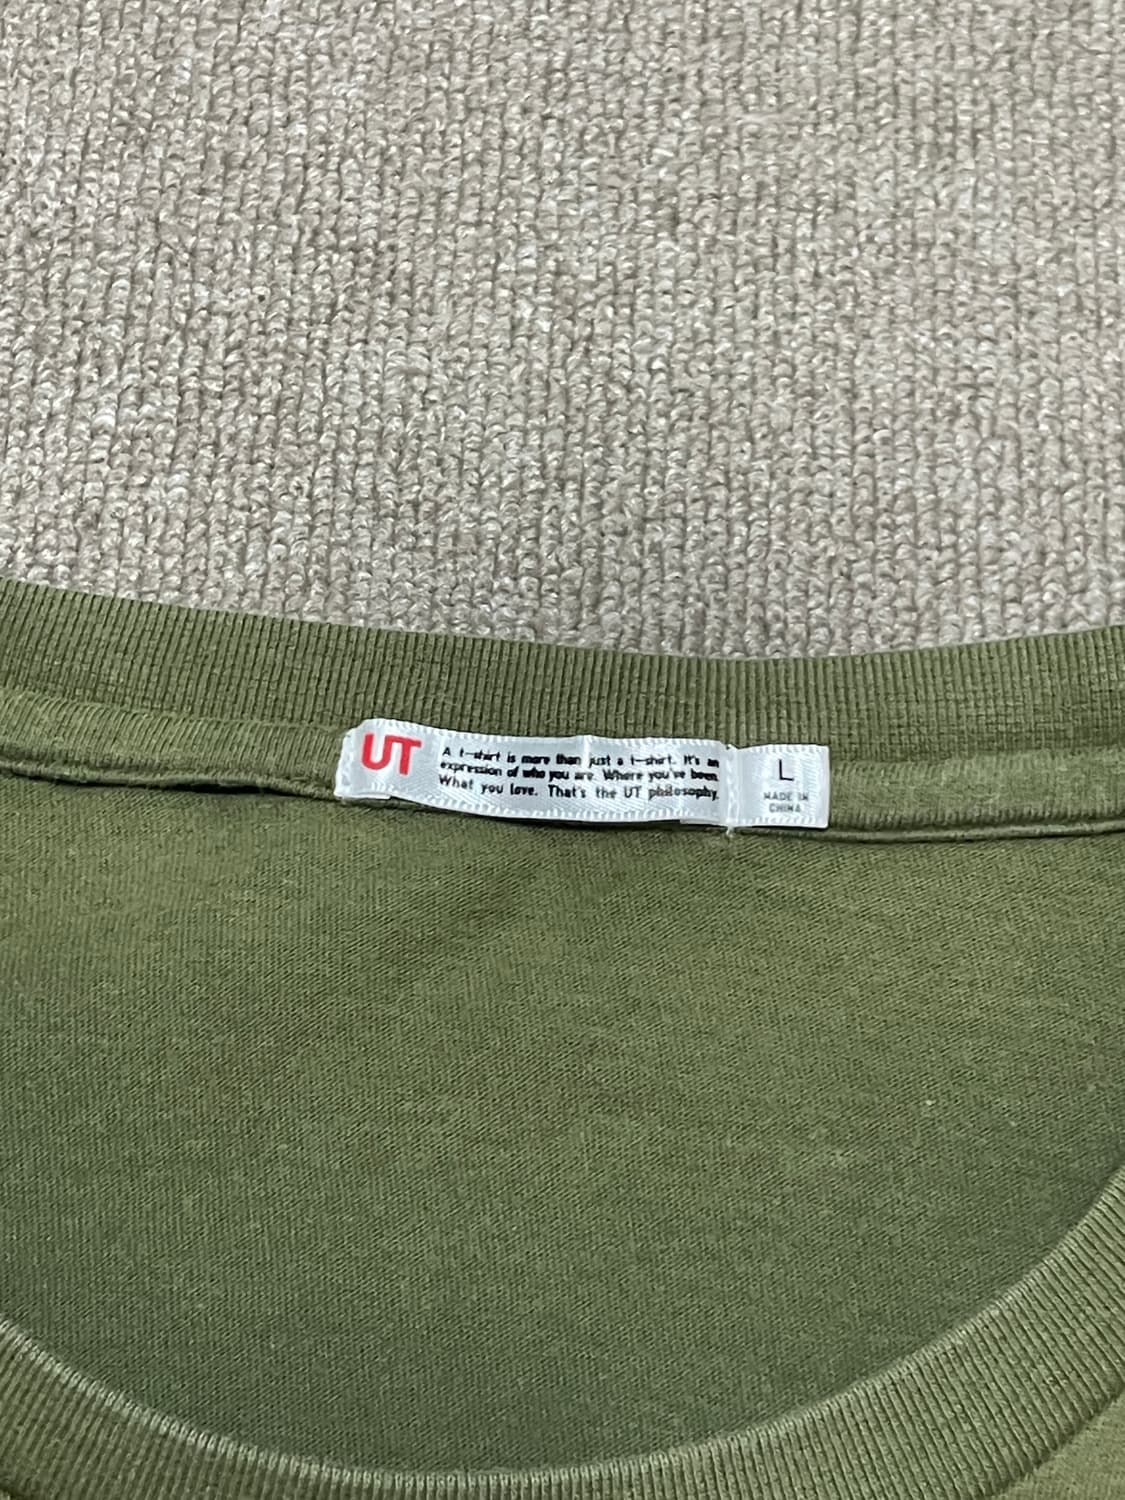 UT
A t-shirt is more than just a t-shirt. It's an
expression of who you are. Where you've been.
What you love. That's the UT philosophy.
L
MADE IN
CHINA